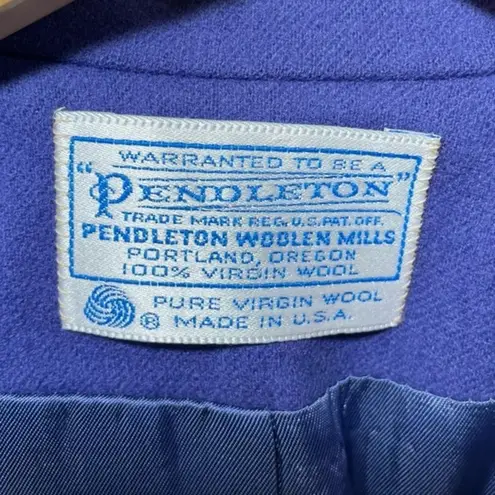 WARRANTED TO BE A
"PENDLETON"
TRADE MARK REG. U.S. PAT. OFF.
PENDLETON WOOLEN MILLS
PORTLAND, OREGON
100% VIRGIN WOOL
PURE VIRGIN WOOL
® MADE IN U.S.A.